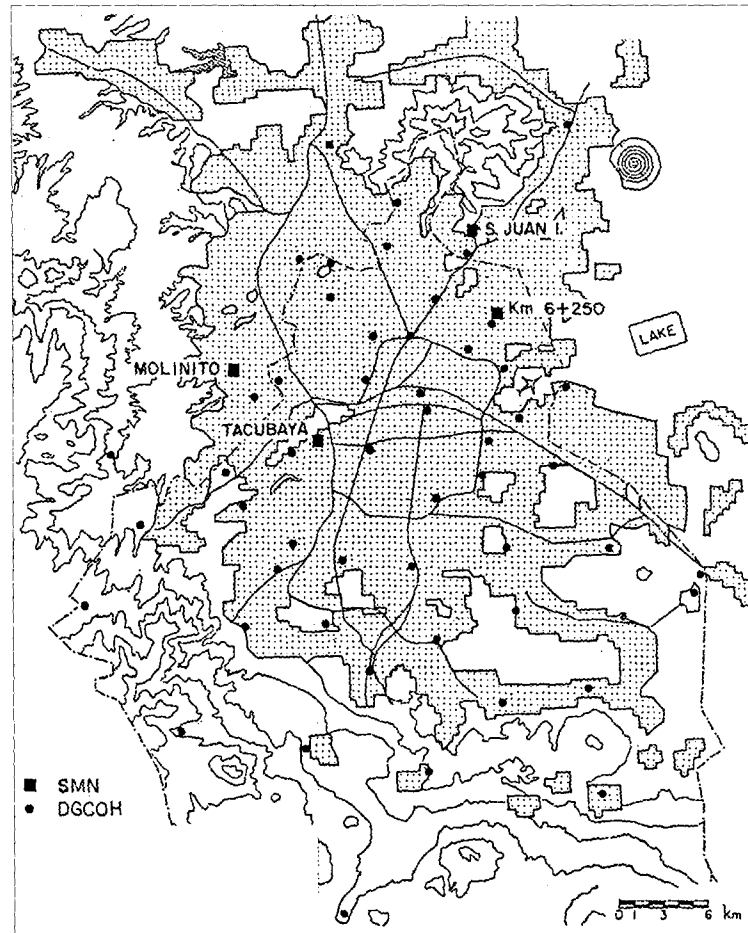 S. JUAN I.
Km 6+250
LAKE
MOLINITO
TACUBAYA
SMN
DGCOH
0 1 3 6 km